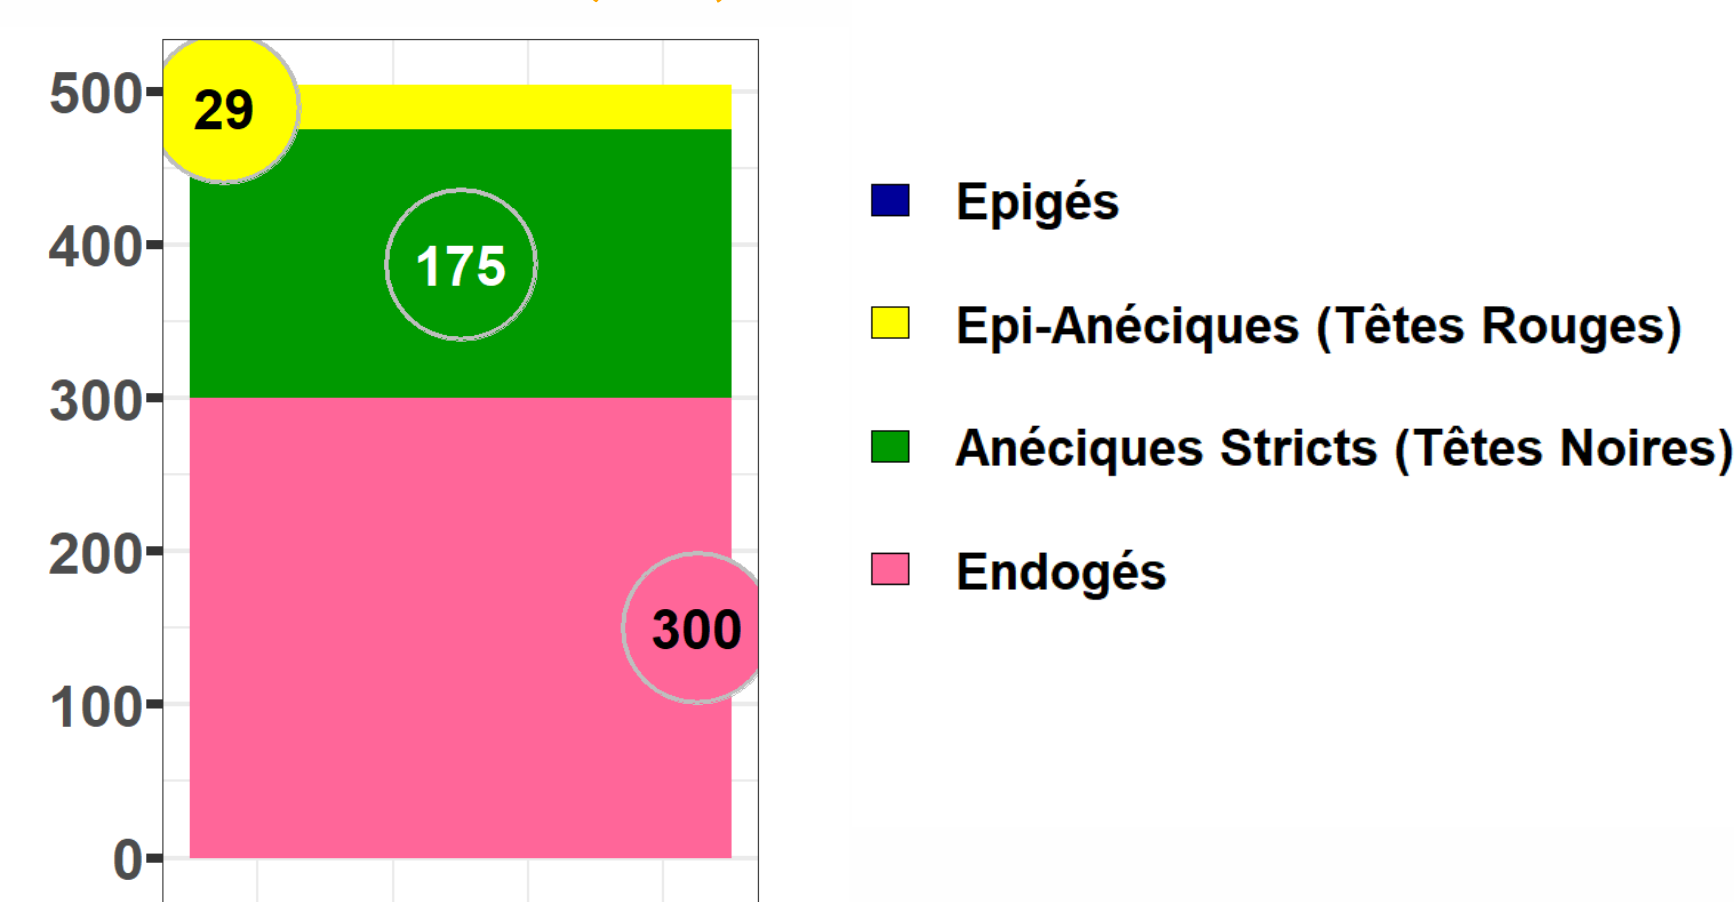 500
400
300
200
100
0
29
175
300
Epigés
Epi-Anéciques (Têtes Rouges)
Anéciques Stricts (Têtes Noires)
Endogés